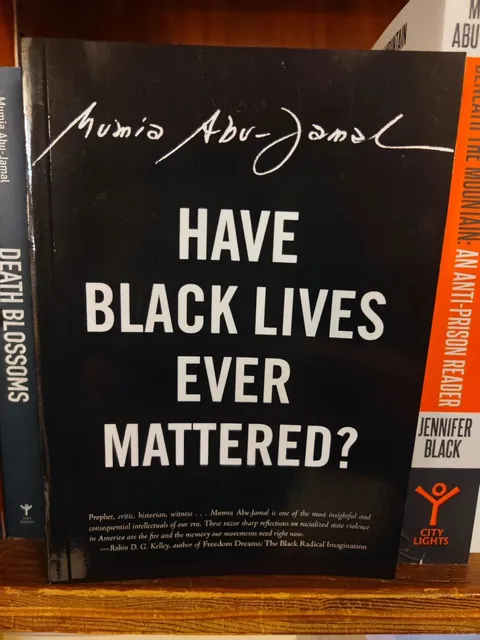 Mumia Abu-Jamal
HAVE
BLACK LIVES
EVER
MATTERED?
Prophet, critic, historian, witness . . . Mumia Abu-Jamal is one of the most insightful and
consequential intellectuals of our era. These razor sharp reflections on racialized state violence
in America are the fire and the memory our movements need right now.
—Robin D. G. Kelley, author of Freedom Dreams: The Black Radical Imagination
Mumia Abu-Jamal
DEATH BLOSSOMS
M
ABU
BENEATH THE MOUNTAIN: AN ANTI-PRISON READER
JENNIFER
BLACK
CITY
LIGHTS